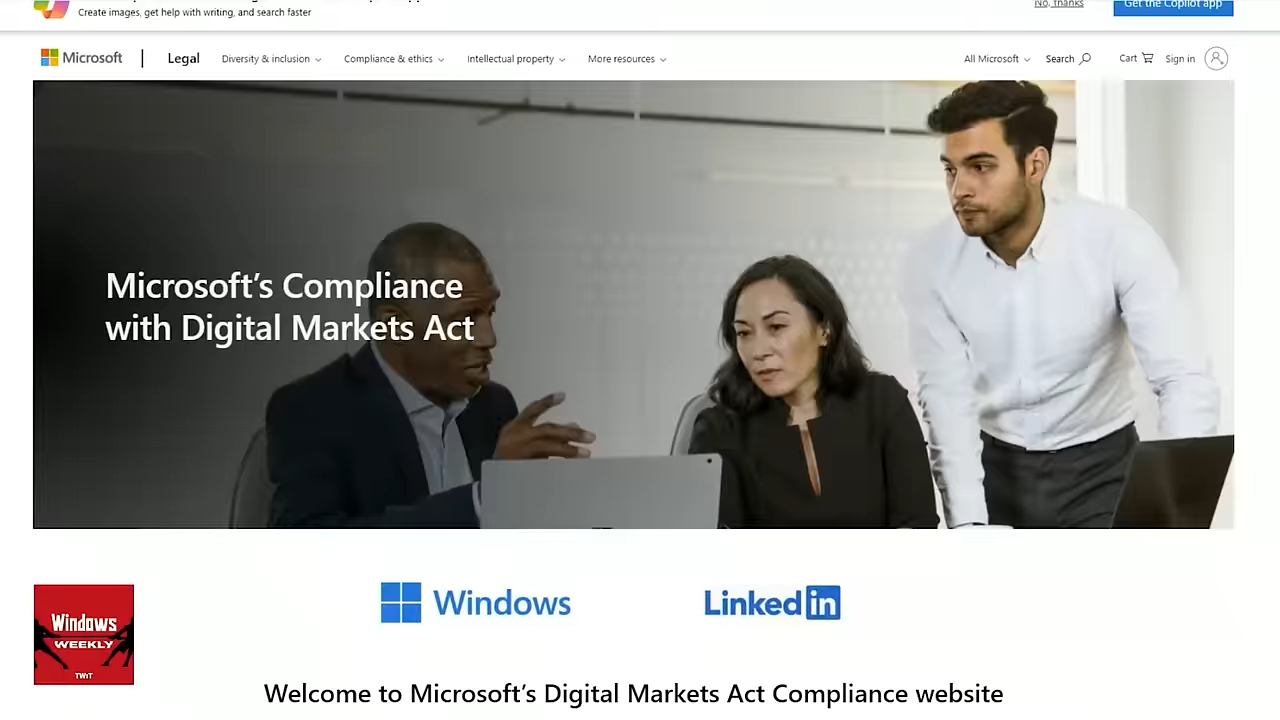 Create images, get help with writing, and search faster
No, thanks
Get the Copilot app
Microsoft
Legal
Diversity & inclusion
Compliance & ethics
Intellectual property
More resources
All Microsoft
Search
Cart
Sign in
Microsoft's Compliance
with Digital Markets Act
Windows
LinkedIn
Windows
WEEKLY
TWiT
Welcome to Microsoft's Digital Markets Act Compliance website